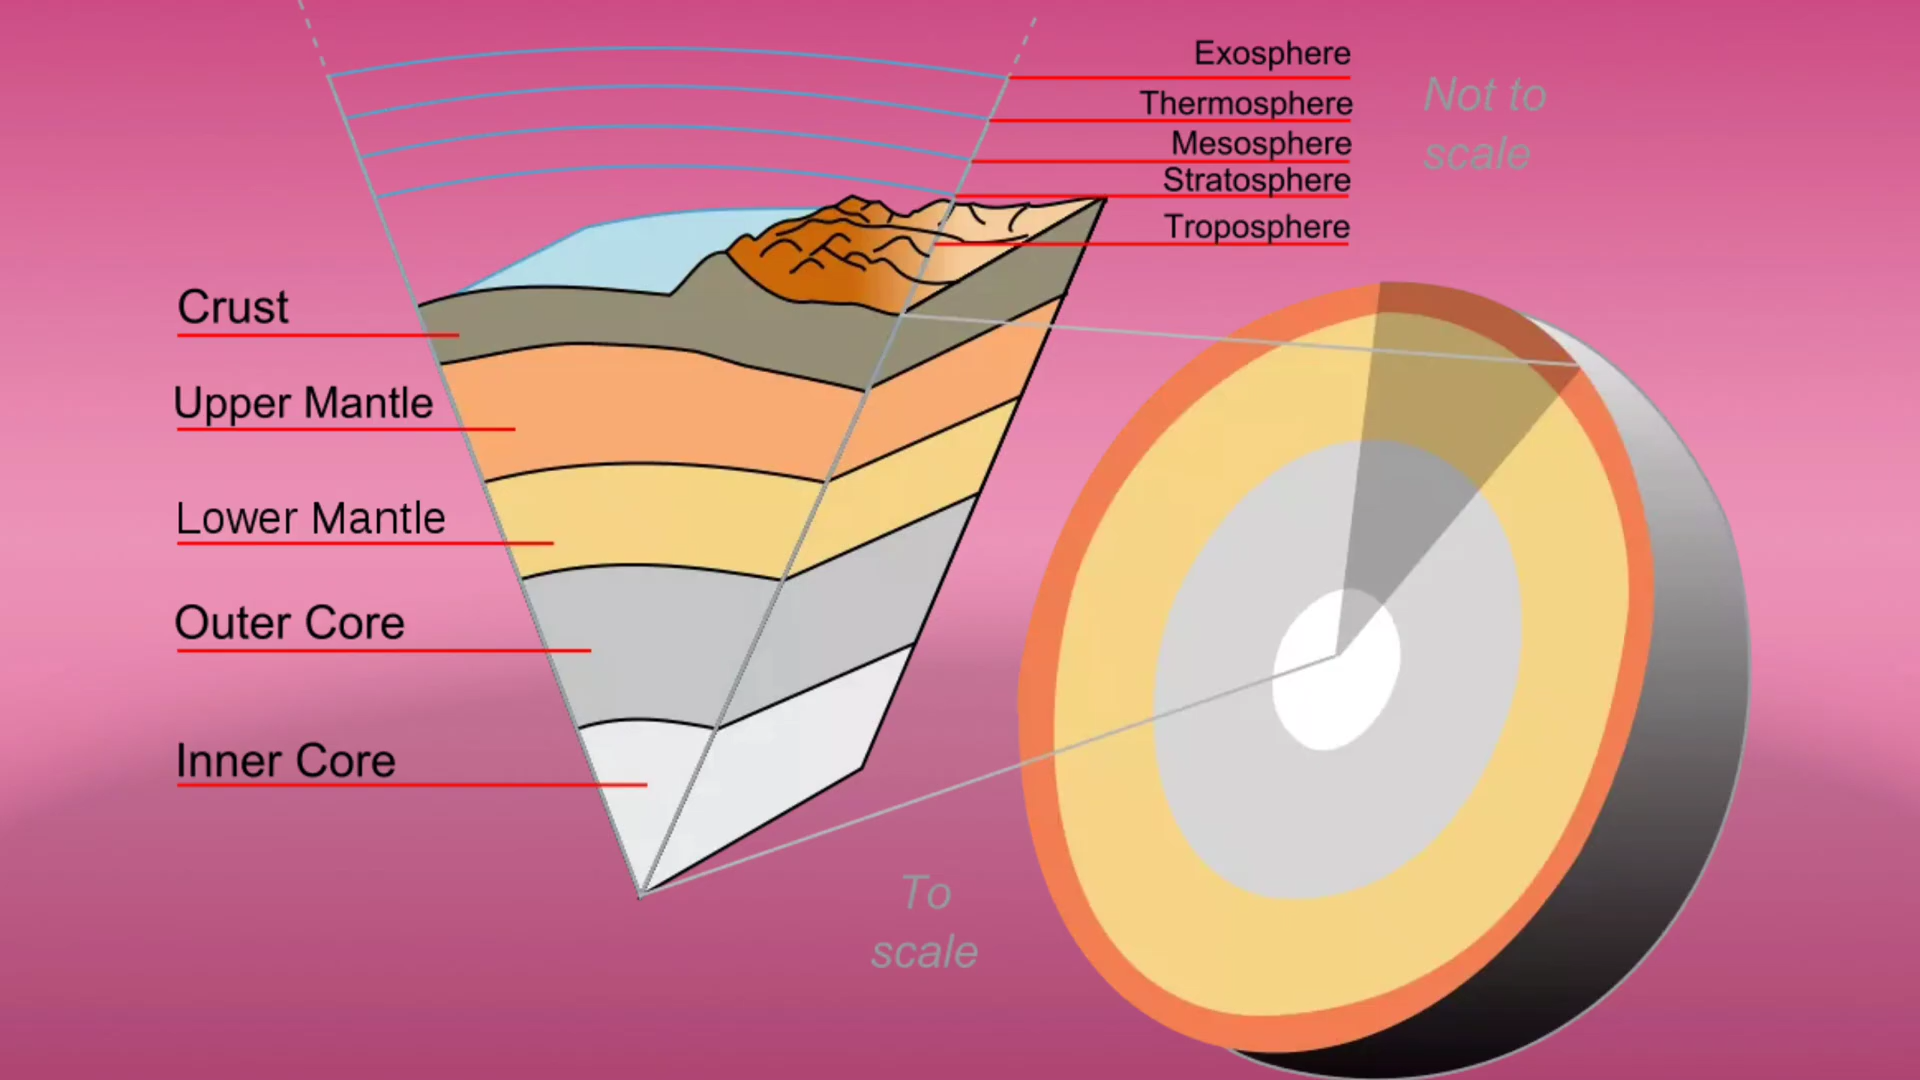 Exosphere
Thermosphere
Mesosphere
Stratosphere
Troposphere
Not to
scale
Crust
Upper Mantle
Lower Mantle
Outer Core
Inner Core
To
scale